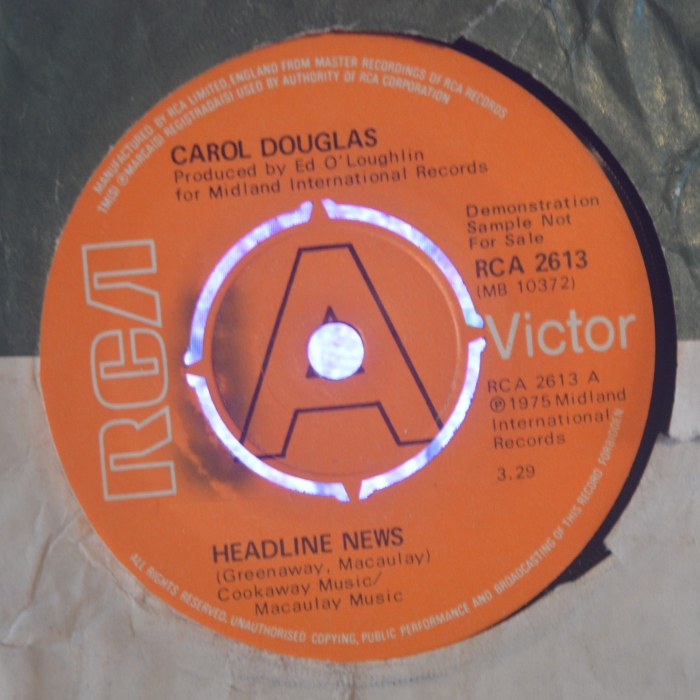 MANUFACTURED BY RCA LIMITED, ENGLAND FROM MASTER RECORDINGS OF RCA RECORDS
TM(S) ® MARCA(S) REGISTRADA(S) USED BY AUTHORITY OF RCA CORPORATION
CAROL DOUGLAS
Produced by Ed O'Loughlin
for Midland International Records
Demonstration
Sample Not
For Sale
RCA 2613
(MB 10372)
RCA
A
Victor
RCA 2613 A
℗ 1975 Midland
International
Records
3.29
HEADLINE NEWS
(Greenaway, Macaulay)
Cookaway Music/
Macaulay Music
ALL RIGHTS RESERVED, UNAUTHORISED COPYING, PUBLIC PERFORMANCE AND BROADCASTING OF THIS RECORD FORBIDDEN